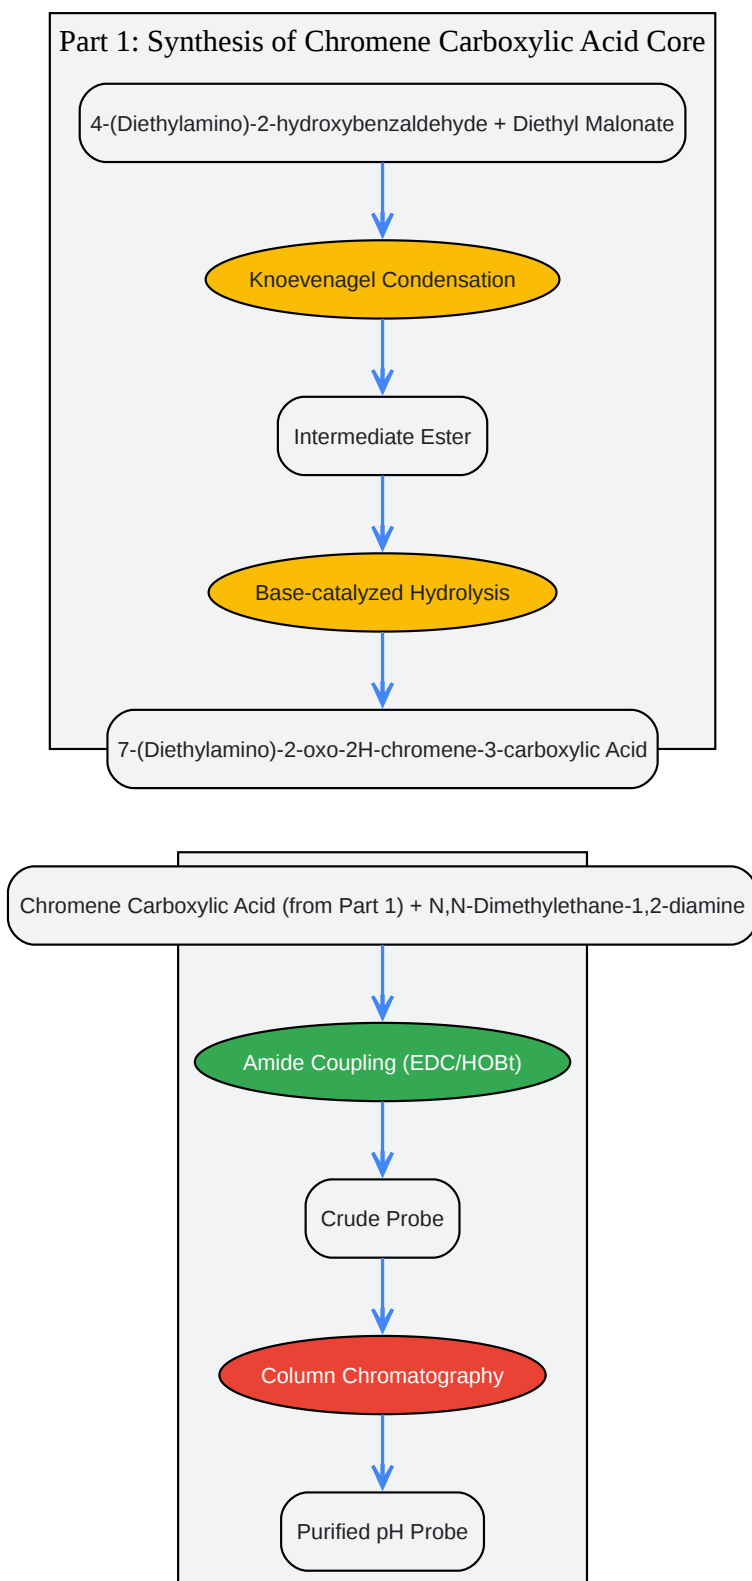 Part 1: Synthesis of Chromene Carboxylic Acid Core
4-(Diethylamino)-2-hydroxybenzaldehyde + Diethyl Malonate
Knoevenagel Condensation
Intermediate Ester
Base-catalyzed Hydrolysis
7-(Diethylamino)-2-oxo-2H-chromene-3-carboxylic Acid
Chromene Carboxylic Acid (from Part 1) + N,N-Dimethylethane-1,2-diamine
Amide Coupling (EDC/HOBt)
Crude Probe
Column Chromatography
Purified pH Probe